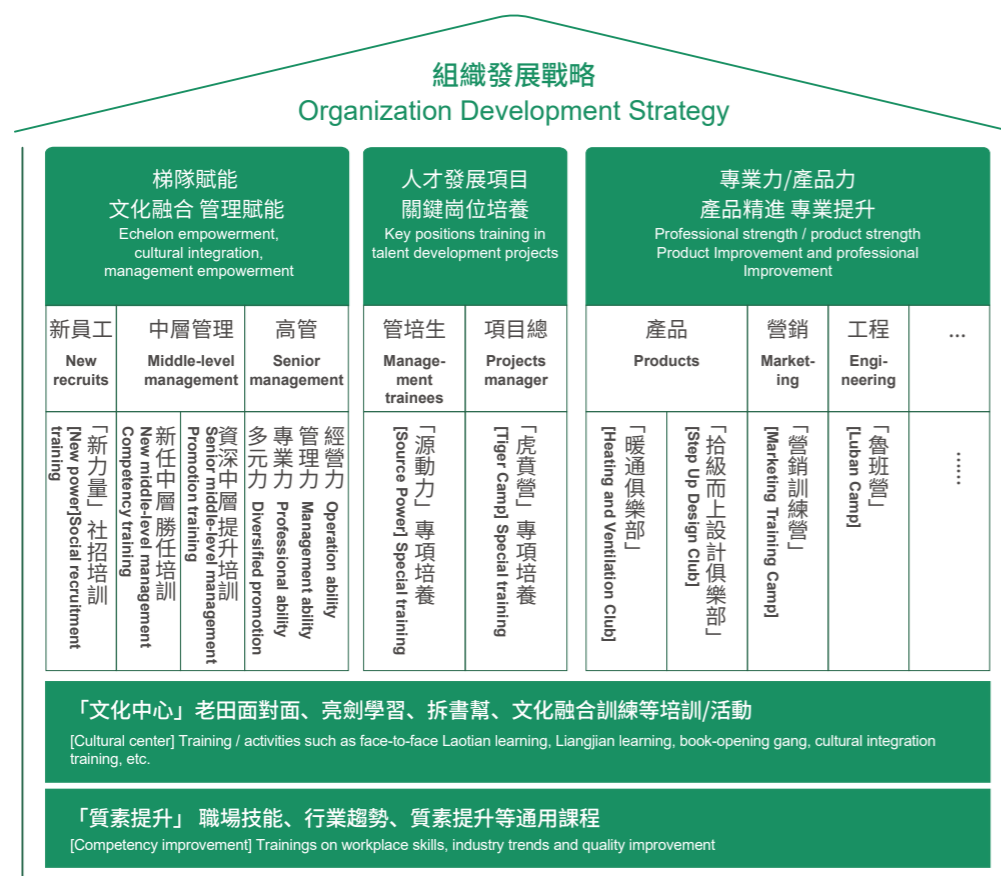 組織發展戰略
Organization Development Strategy
梯隊賦能
文化融合 管理賦能
Echelon empowerment,
cultural integration,
management empowerment
人才發展項目
關鍵崗位培養
Key positions training in
talent development projects
專業力/產品力
產品精進 專業提升
Professional strength / product strength
Product Improvement and professional
Improvement
新員工
New
recruits
中層管理
Middle-level
management
高管
Senior
management
管培生
Manage-
ment
trainees
項目總
Projects
manager
產品
Products
營銷
Market-
ing
工程
Engi-
neering
...
「新力量」社招培訓
[New power]Social recruitment
training
新任中層 勝任培訓
New middle-level management
Competency training
資深中層 提升培訓
Senior middle-level management
Promotion training
經營力 Operation ability
管理力 Management ability
專業力 Professional ability
多元力 Diversified promotion
「源動力」專項培養
[Source Power] Special training
「虎賁營」專項培養
[Tiger Camp] Special training
「暖通俱樂部」
[Heating and Ventilation Club]
「拾級而上設計俱樂部」
[Step Up Design Club]
「營銷訓練營」
[Marketing Training Camp]
「魯班營」
[Luban Camp]
......
「文化中心」老田面對面、亮劍學習、拆書幫、文化融合訓練等培訓/活動
[Cultural center] Training / activities such as face-to-face Laotian learning, Liangjian learning, book-opening gang, cultural integration
training, etc.
「質素提升」 職場技能、行業趨勢、質素提升等通用課程
[Competency improvement] Trainings on workplace skills, industry trends and quality improvement